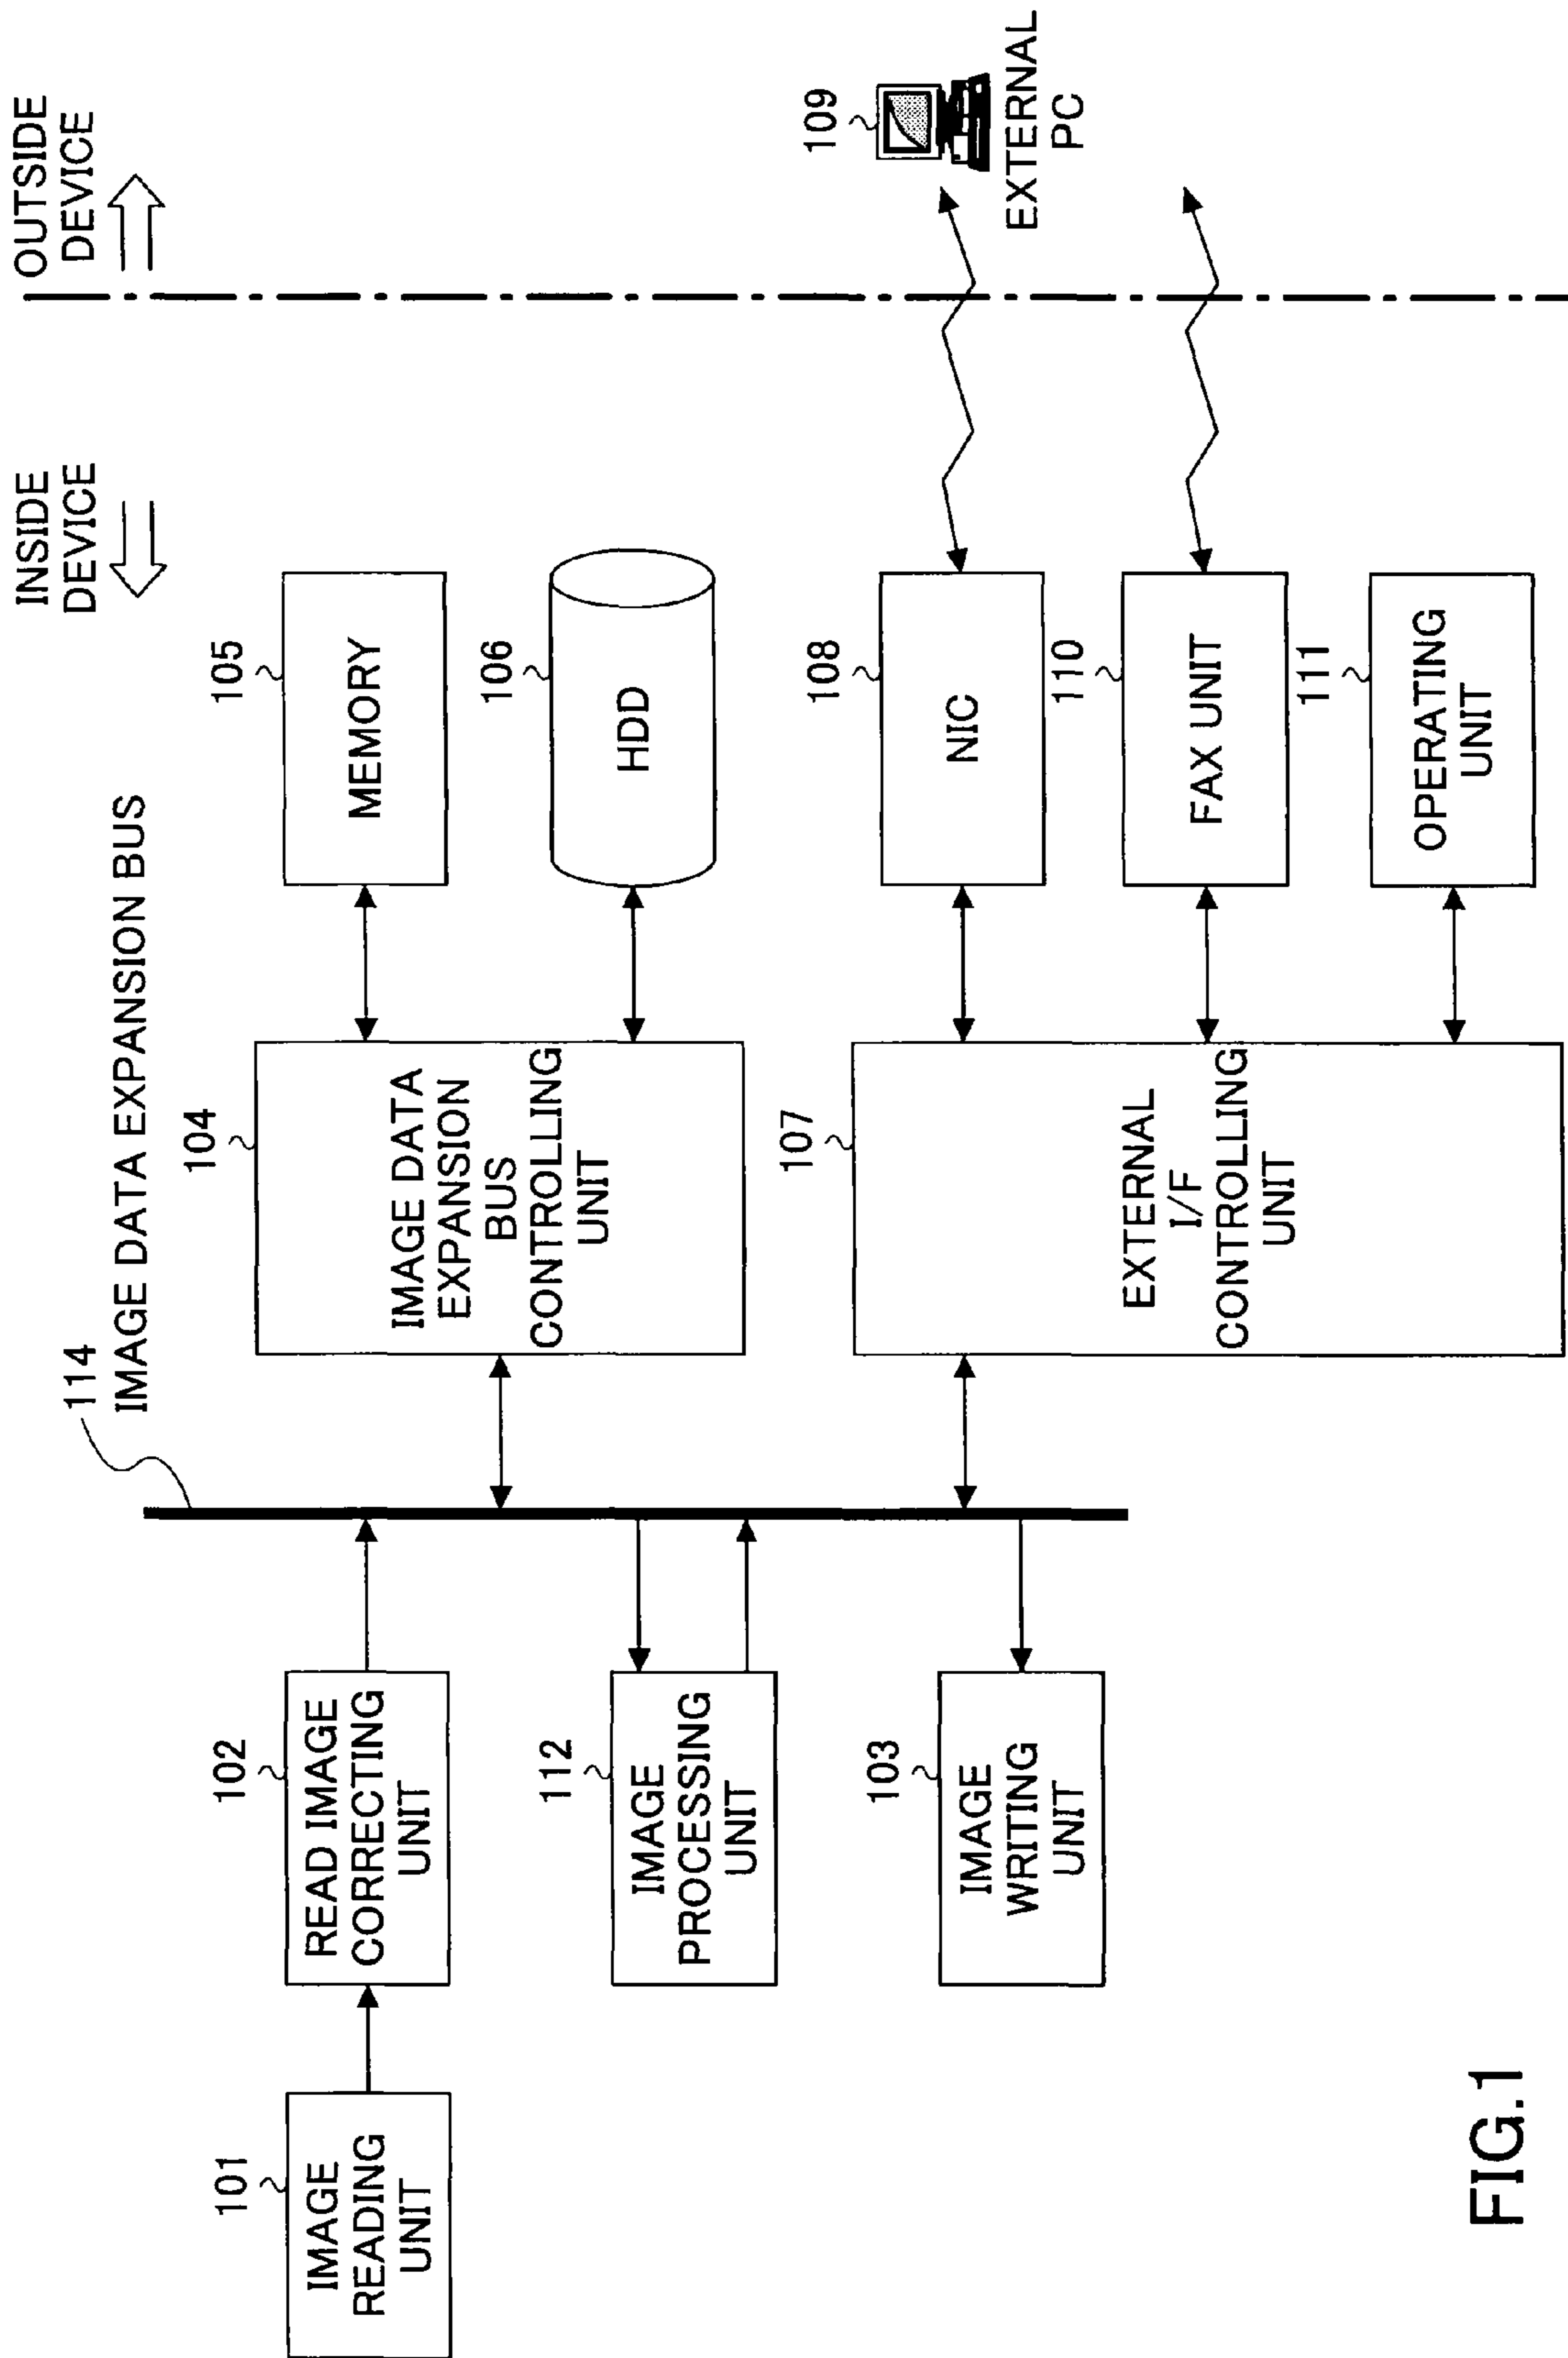 INSIDE
DEVICE
OUTSIDE
DEVICE
114
IMAGE DATA EXPANSION BUS
101
IMAGE
READING
UNIT
102
READ IMAGE
CORRECTING
UNIT
104
IMAGE DATA
EXPANSION
BUS
CONTROLLING
UNIT
105
MEMORY
106
HDD
112
IMAGE
PROCESSING
UNIT
103
IMAGE
WRITING
UNIT
107
EXTERNAL
I/F
CONTROLLING
UNIT
108
NIC
109
EXTERNAL
PC
110
FAX UNIT
111
OPERATING
UNIT
FIG.1